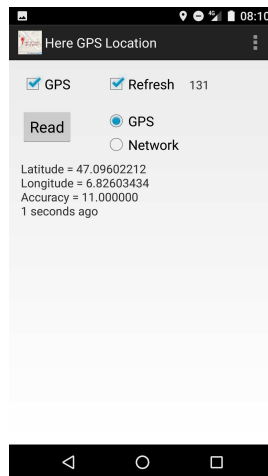 08:10
Here GPS Location
GPS Refresh 131
Read
GPS
Network
Latitude = 47.09602212
Longitude = 6.82603434
Accuracy = 11.000000
1 seconds ago